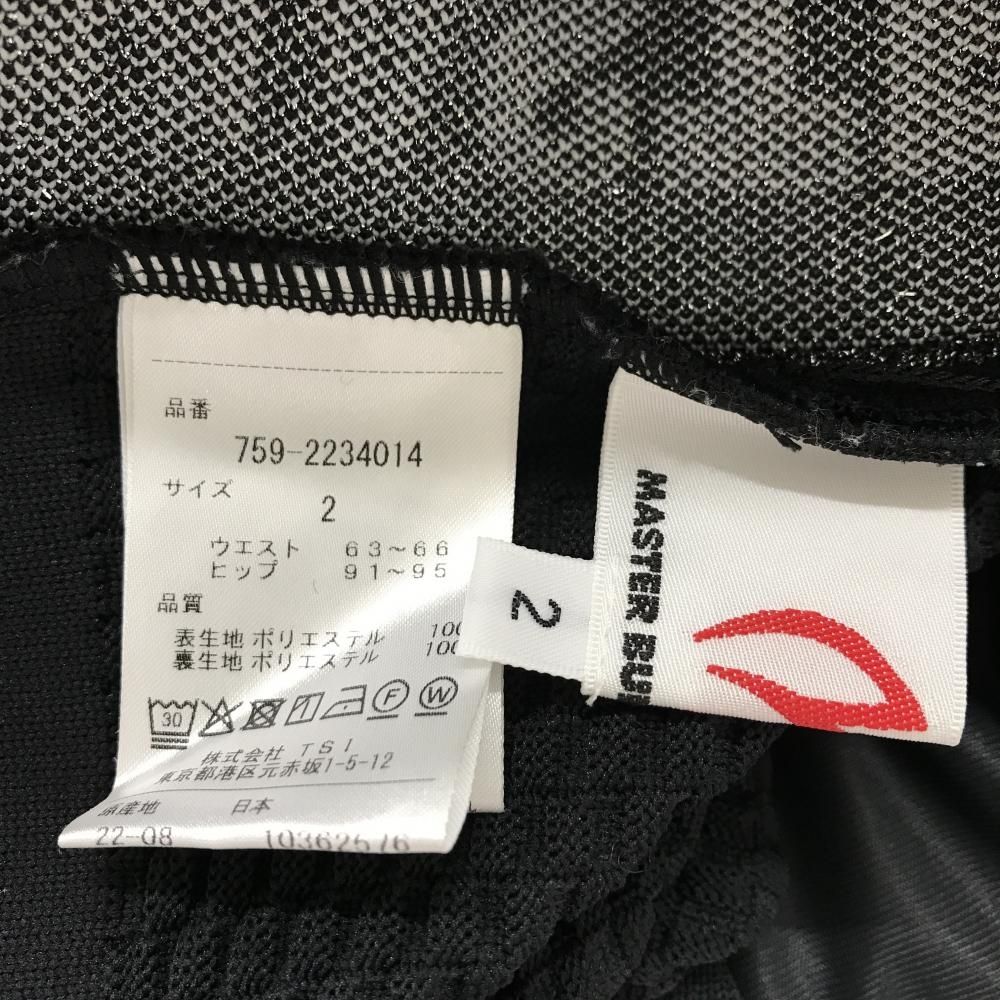 品番
759-2234014
サイズ
2
ウエスト 63~66
ヒップ 91~95
品質
表生地 ポリエステル 100
裏生地 ポリエステル 100
30 F W
株式会社 TSI
東京都港区元赤坂1-5-12
原産地 日本
22-08 10362576
2
MASTER